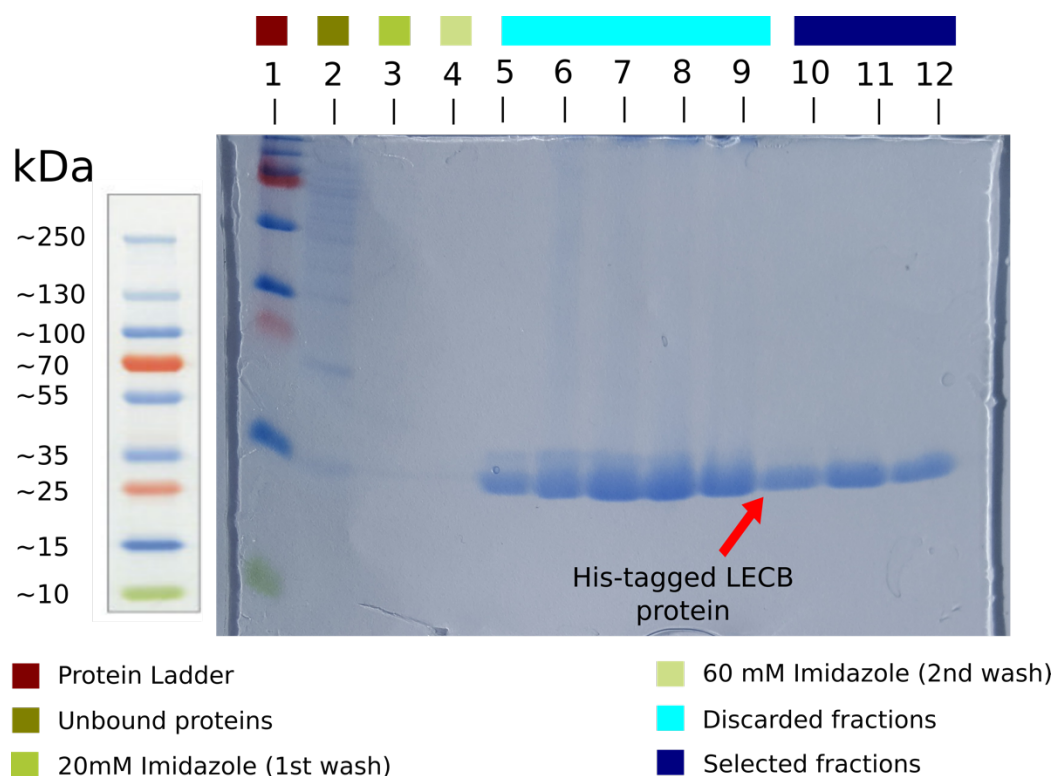 1 2 3 4 5 6 7 8 9 10 11 12
kDa
~250
~130
~100
~70
~55
~35
~25
~15
~10
His-tagged LECB
protein
Protein Ladder
Unbound proteins
20mM Imidazole (1st wash)
60 mM Imidazole (2nd wash)
Discarded fractions
Selected fractions